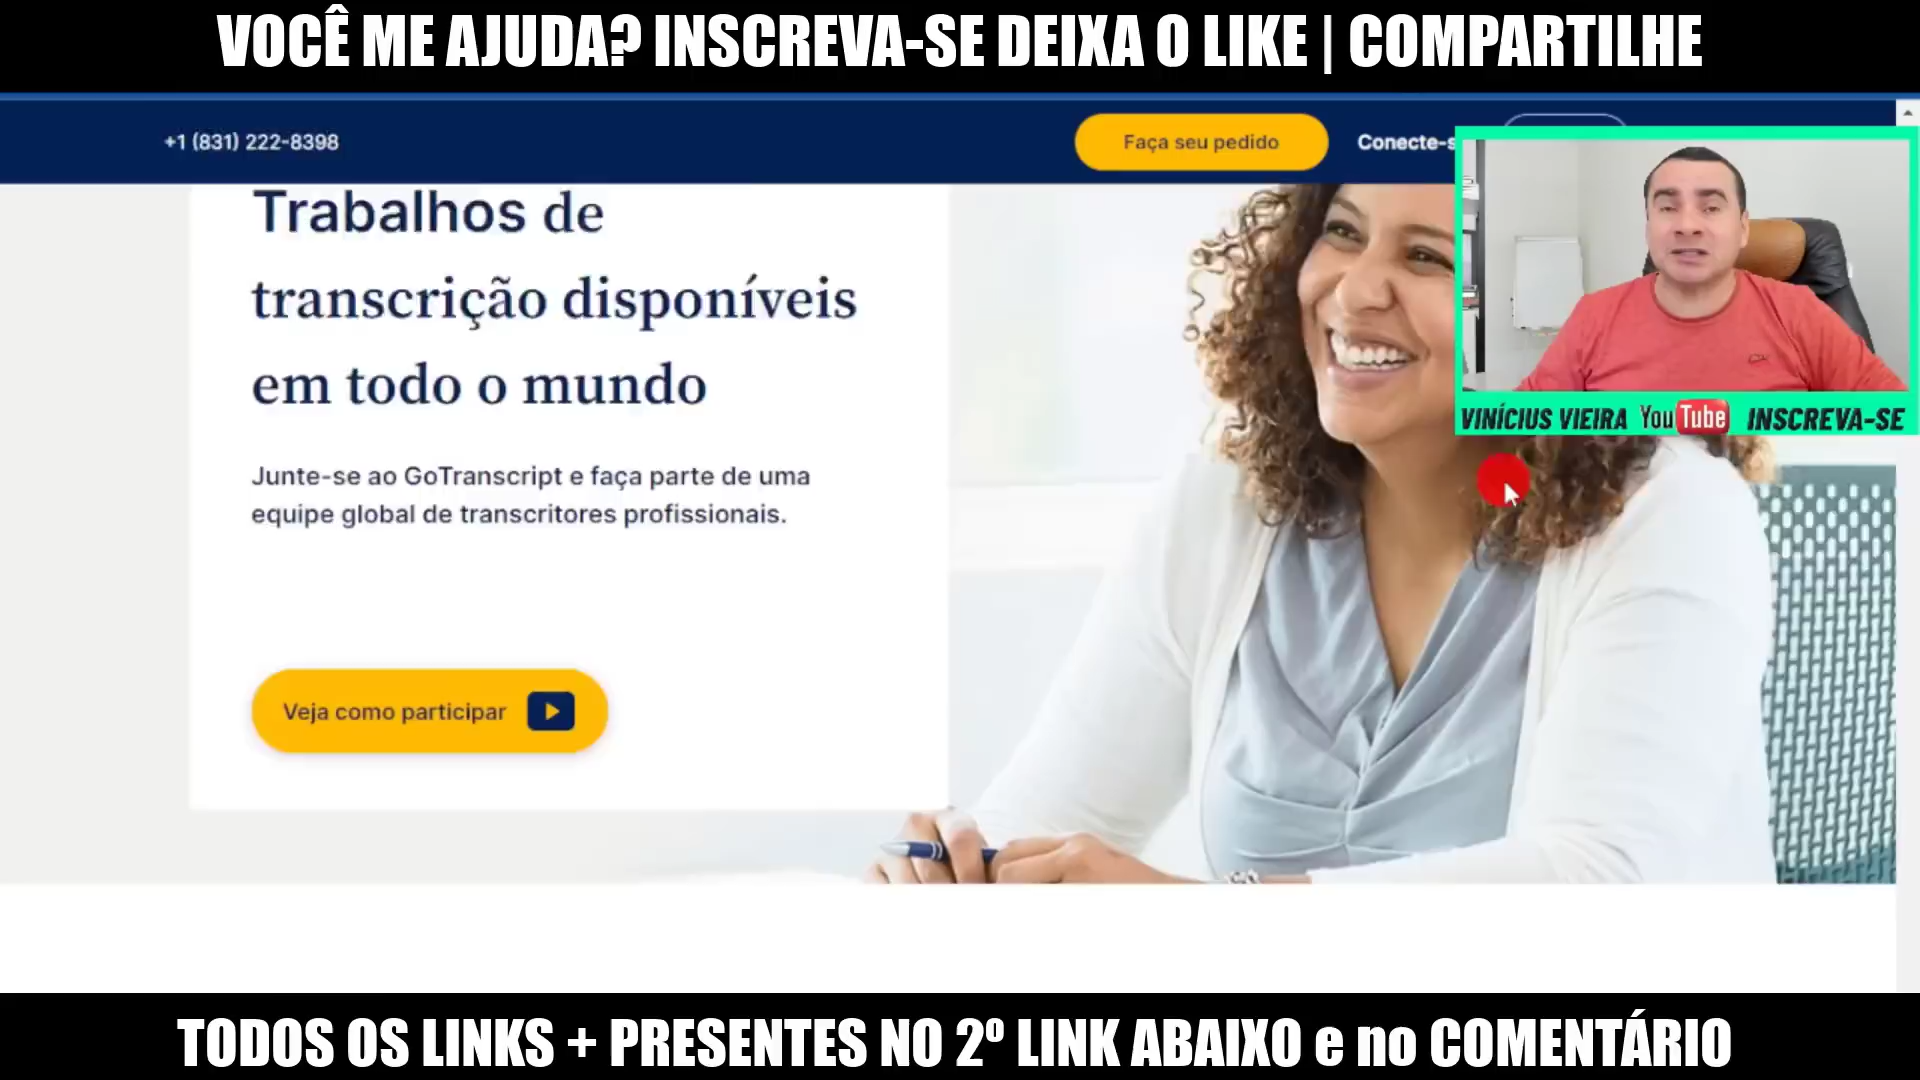 VOCÊ ME AJUDA? INSCREVA-SE DEIXA O LIKE | COMPARTILHE
+1 (831) 222-8398
Faça seu pedido
Trabalhos de
transcrição disponíveis
em todo o mundo
Junte-se ao GoTranscript e faça parte de uma
equipe global de transcritores profissionais.
Veja como participar
VINÍCIUS VIEIRA YouTube INSCREVA-SE
TODOS OS LINKS + PRESENTES NO 2º LINK ABAIXO e no COMENTÁRIO